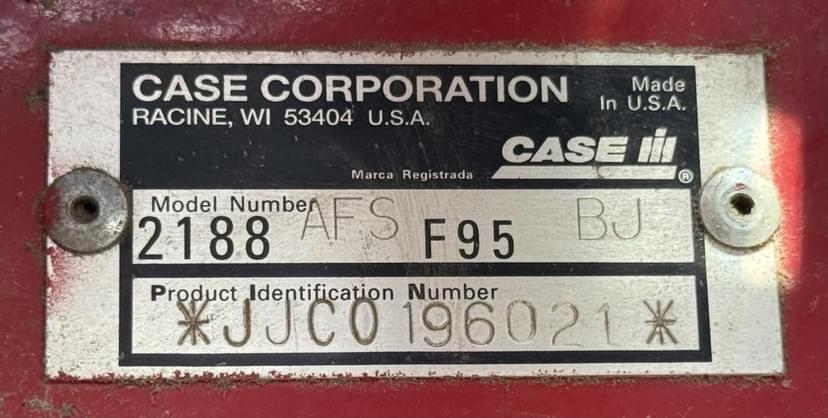 CASE CORPORATION
Made
In U.S.A.
RACINE, WI 53404 U.S.A.
CASE IH
Marca Registrada ®
Model Number
2188 AFS F95 BJ
Product Identification Number
*JJC0196021*